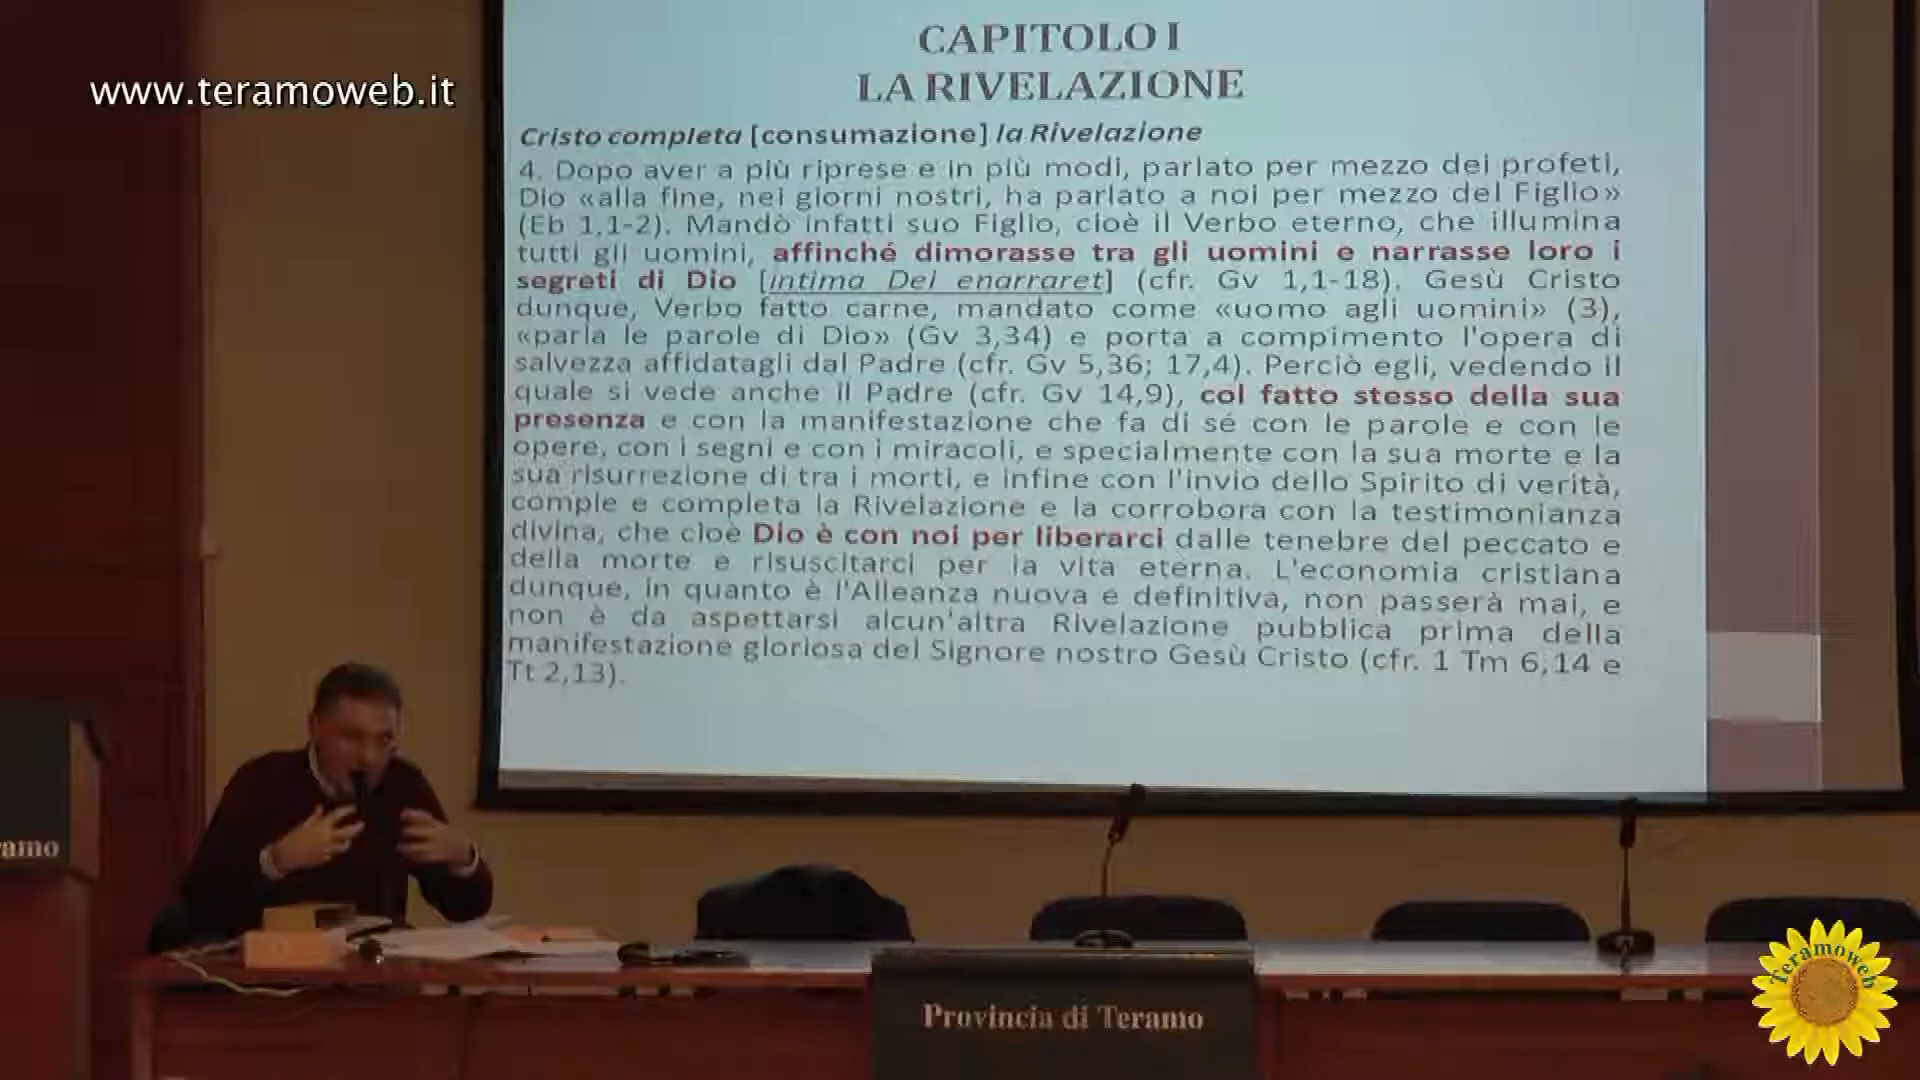 www.teramoweb.it
CAPITOLO I
LA RIVELAZIONE
Cristo completa [consumazione] la Rivelazione
4. Dopo aver a più riprese e in più modi, parlato per mezzo dei profeti,
Dio «alla fine, nei giorni nostri, ha parlato a noi per mezzo del Figlio»
(Eb 1,1-2). Mandò infatti suo Figlio, cioè il Verbo eterno, che illumina
tutti gli uomini, affinché dimorasse tra gli uomini e narrasse loro i
segreti di Dio [intima Dei enarraret] (cfr. Gv 1,1-18). Gesù Cristo
dunque, Verbo fatto carne, mandato come «uomo agli uomini» (3),
«parla le parole di Dio» (Gv 3,34) e porta a compimento l'opera di
salvezza affidatagli dal Padre (cfr. Gv 5,36; 17,4). Perciò egli, vedendo il
quale si vede anche il Padre (cfr. Gv 14,9), col fatto stesso della sua
presenza e con la manifestazione che fa di sé con le parole e con le
opere, con i segni e con i miracoli, e specialmente con la sua morte e la
sua risurrezione di tra i morti, e infine con l'invio dello Spirito di verità,
comple e completa la Rivelazione e la corrobora con la testimonianza
divina, che cioè Dio è con noi per liberarci dalle tenebre del peccato e
della morte e risuscitarci per la vita eterna. L'economia cristiana
dunque, in quanto è l'Alleanza nuova e definitiva, non passerà mai, e
non è da aspettarsi alcun'altra Rivelazione pubblica prima della
manifestazione gloriosa del Signore nostro Gesù Cristo (cfr. 1 Tm 6,14 e
Tt 2,13).
ramo
Provincia di Teramo
Teramoweb